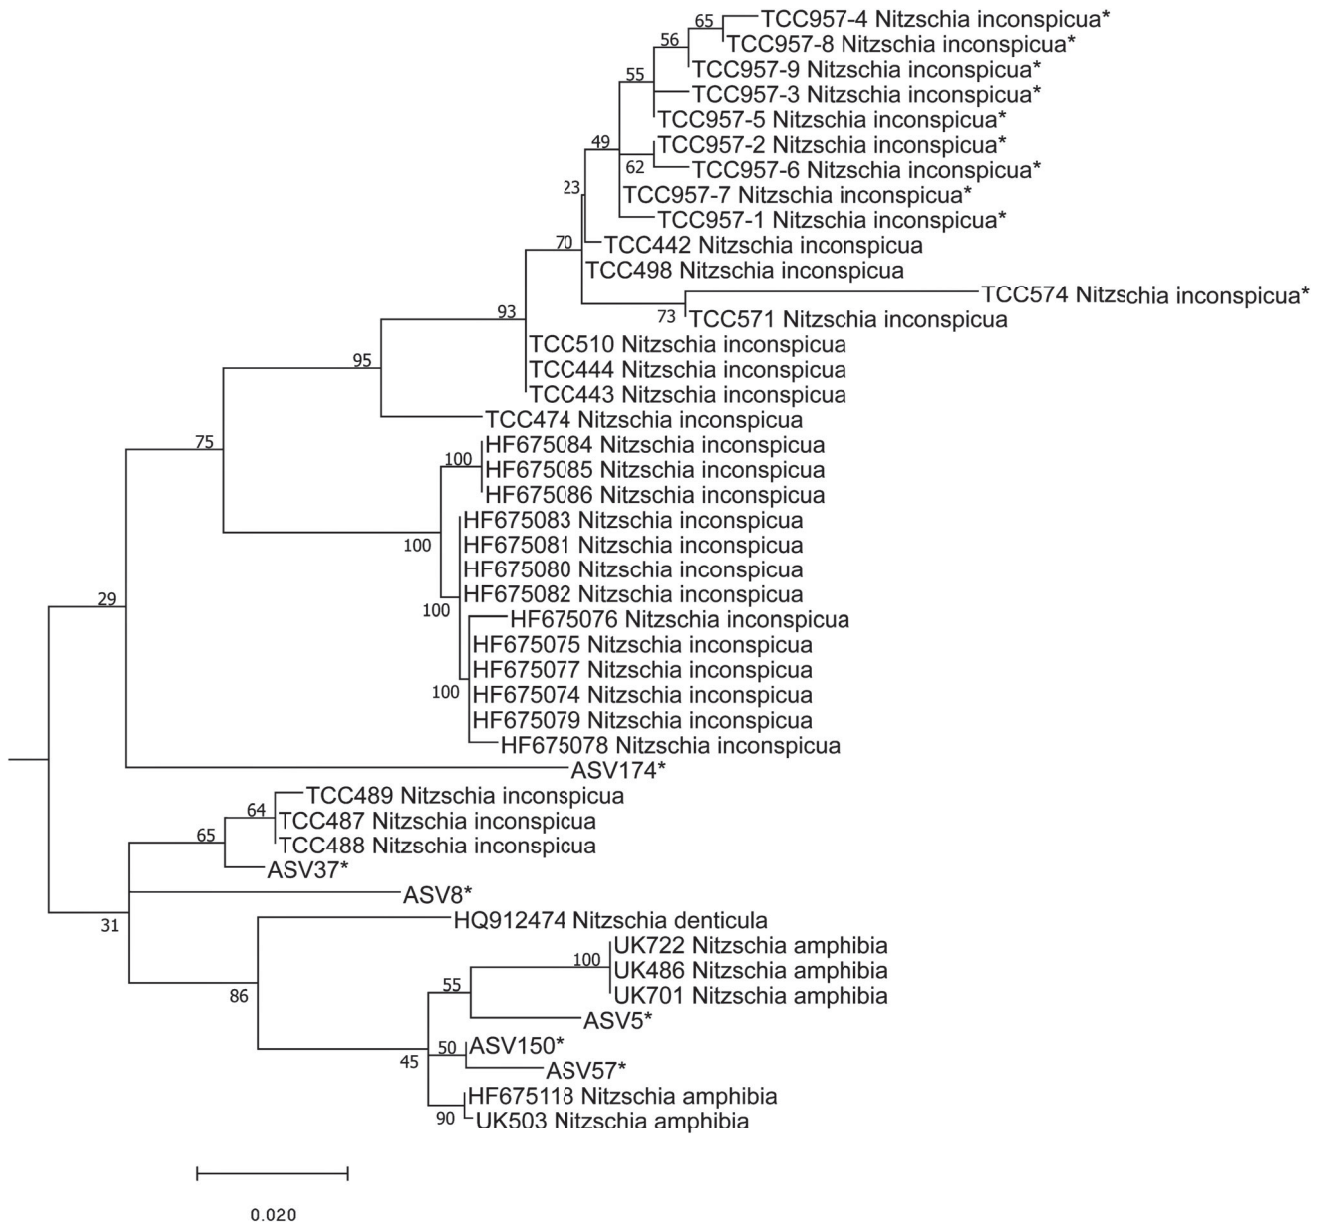 65 TCC957-4 Nitzschia inconspicua*
56 TCC957-8 Nitzschia inconspicua*
TCC957-9 Nitzschia inconspicua*
55 TCC957-3 Nitzschia inconspicua*
TCC957-5 Nitzschia inconspicua*
49 TCC957-2 Nitzschia inconspicua*
62 TCC957-6 Nitzschia inconspicua*
23 TCC957-7 Nitzschia inconspicua*
TCC957-1 Nitzschia inconspicua*
70 TCC442 Nitzschia inconspicua
TCC498 Nitzschia inconspicua
TCC574 Nitzschia inconspicua*
93 73 TCC571 Nitzschia inconspicua
TCC510 Nitzschia inconspicua
95 TCC444 Nitzschia inconspicua
TCC443 Nitzschia inconspicua
TCC474 Nitzschia inconspicua
75 HF675084 Nitzschia inconspicua
100 HF675085 Nitzschia inconspicua
HF675086 Nitzschia inconspicua
HF675083 Nitzschia inconspicua
100 HF675081 Nitzschia inconspicua
HF675080 Nitzschia inconspicua
29 HF675082 Nitzschia inconspicua
100 HF675076 Nitzschia inconspicua
HF675075 Nitzschia inconspicua
HF675077 Nitzschia inconspicua
100 HF675074 Nitzschia inconspicua
HF675079 Nitzschia inconspicua
HF675078 Nitzschia inconspicua
ASV174*
TCC489 Nitzschia inconspicua
64 TCC487 Nitzschia inconspicua
65 TCC488 Nitzschia inconspicua
ASV37*
ASV8*
31 HQ912474 Nitzschia denticula
UK722 Nitzschia amphibia
100 UK486 Nitzschia amphibia
86 55 UK701 Nitzschia amphibia
ASV5*
50 ASV150*
45 ASV57*
HF675118 Nitzschia amphibia
90 UK503 Nitzschia amphibia
0.020